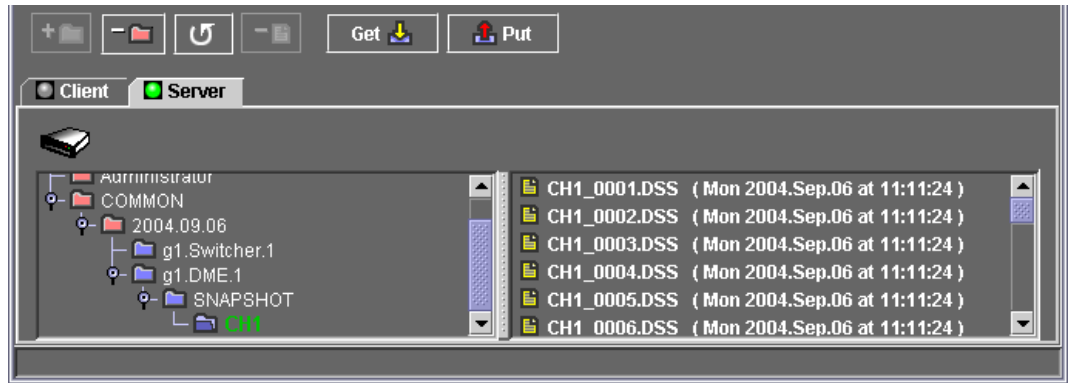 Get Put
Client Server
Administrator
COMMON
2004.09.06
g1.Switcher.1
g1.DME.1
SNAPSHOT
CH1
CH1_0001.DSS ( Mon 2004.Sep.06 at 11:11:24 )
CH1_0002.DSS ( Mon 2004.Sep.06 at 11:11:24 )
CH1_0003.DSS ( Mon 2004.Sep.06 at 11:11:24 )
CH1_0004.DSS ( Mon 2004.Sep.06 at 11:11:24 )
CH1_0005.DSS ( Mon 2004.Sep.06 at 11:11:24 )
CH1_0006.DSS ( Mon 2004.Sep.06 at 11:11:24 )